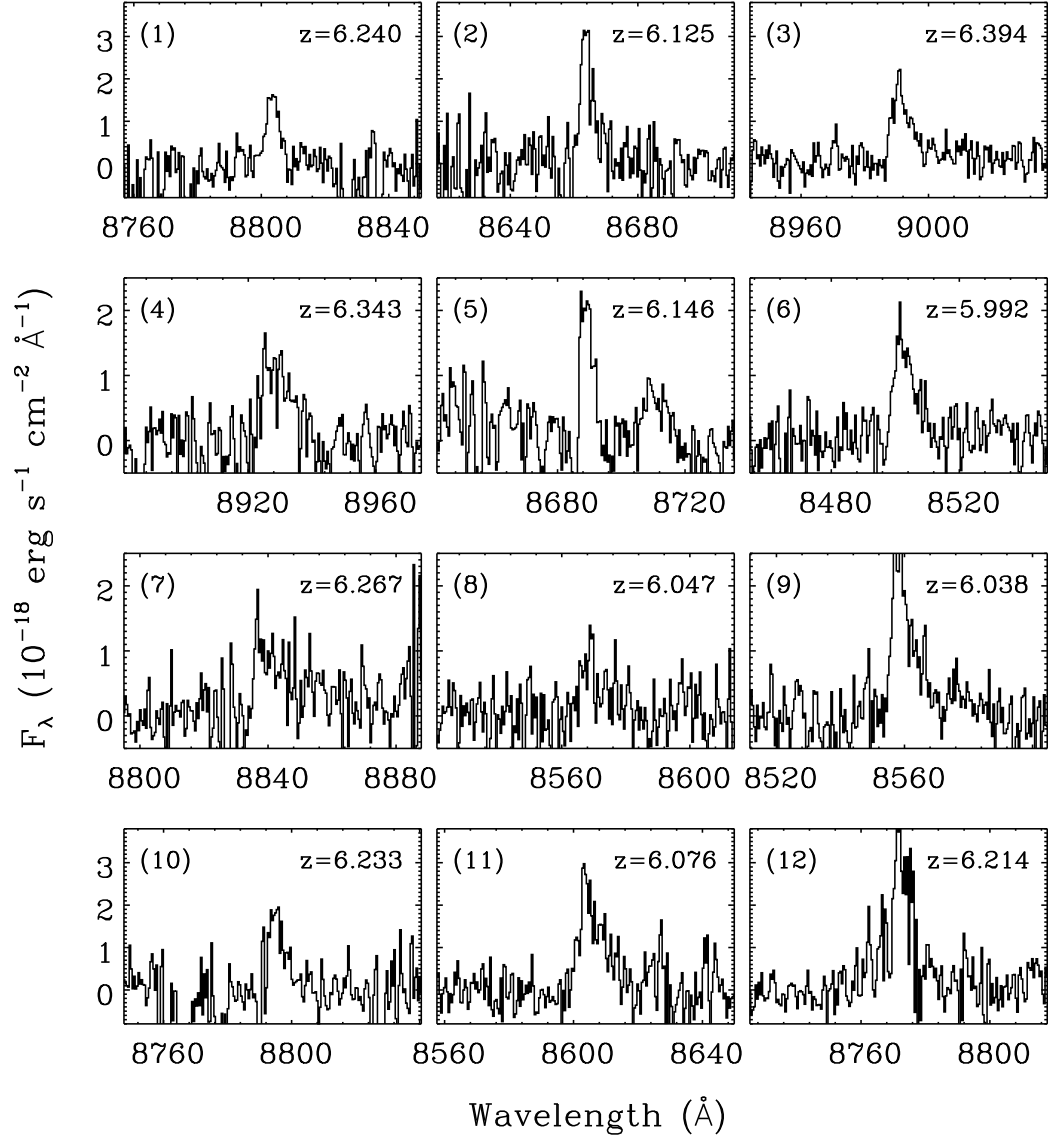 (1) z=6.240
(2) z=6.125
(3) z=6.394
3
2
1
0
8760 8800 8840
8640 8680
8960 9000
(4) z=6.343
(5) z=6.146
(6) z=5.992
2
1
0
8920 8960
8680 8720
8480 8520
(7) z=6.267
(8) z=6.047
(9) z=6.038
2
1
0
8800 8840 8880
8560 8600
8520 8560
(10) z=6.233
(11) z=6.076
(12) z=6.214
3
2
1
0
8760 8800
8560 8600 8640
8760 8800
F_λ (10⁻¹⁸ erg s⁻¹ cm⁻² Å⁻¹)
Wavelength (Å)